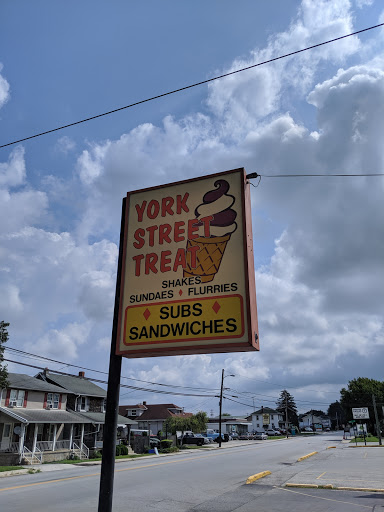 YORK
STREET
TREAT
SHAKES
SUNDAES ♦ FLURRIES
♦ SUBS ♦
SANDWICHES